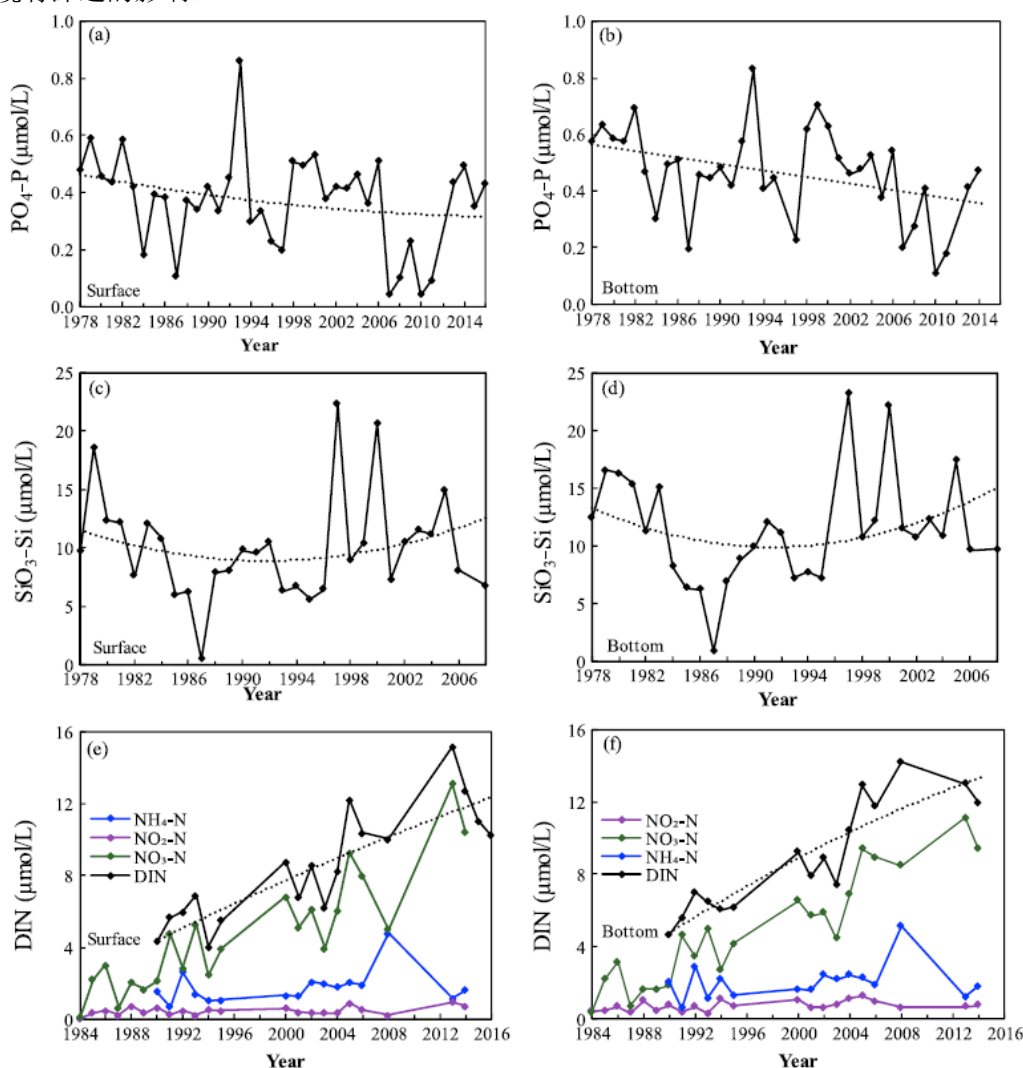 (a)
PO₄−P (μmol/L)
1.0
0.8
0.6
0.4
0.2
0.0
Surface
1978 1982 1986 1990 1994 1998 2002 2006 2010 2014
Year
(b)
PO₄−P (μmol/L)
1.0
0.8
0.6
0.4
0.2
0.0
Bottom
1978 1982 1986 1990 1994 1998 2002 2006 2010 2014
Year
(c)
SiO₃−Si (μmol/L)
25
20
15
10
5
0
Surface
1978 1982 1986 1990 1994 1998 2002 2006
Year
(d)
SiO₃−Si (μmol/L)
25
20
15
10
5
0
Bottom
1978 1982 1986 1990 1994 1998 2002 2006
Year
(e)
DIN (μmol/L)
16
12
8
4
0
NH₄-N
NO₂-N
NO₃-N
DIN
Surface
1984 1988 1992 1996 2000 2004 2008 2012 2016
Year
(f)
DIN (μmol/L)
16
12
8
4
0
NO₂-N
NO₃-N
NH₄-N
DIN
Bottom
1984 1988 1992 1996 2000 2004 2008 2012 2016
Year